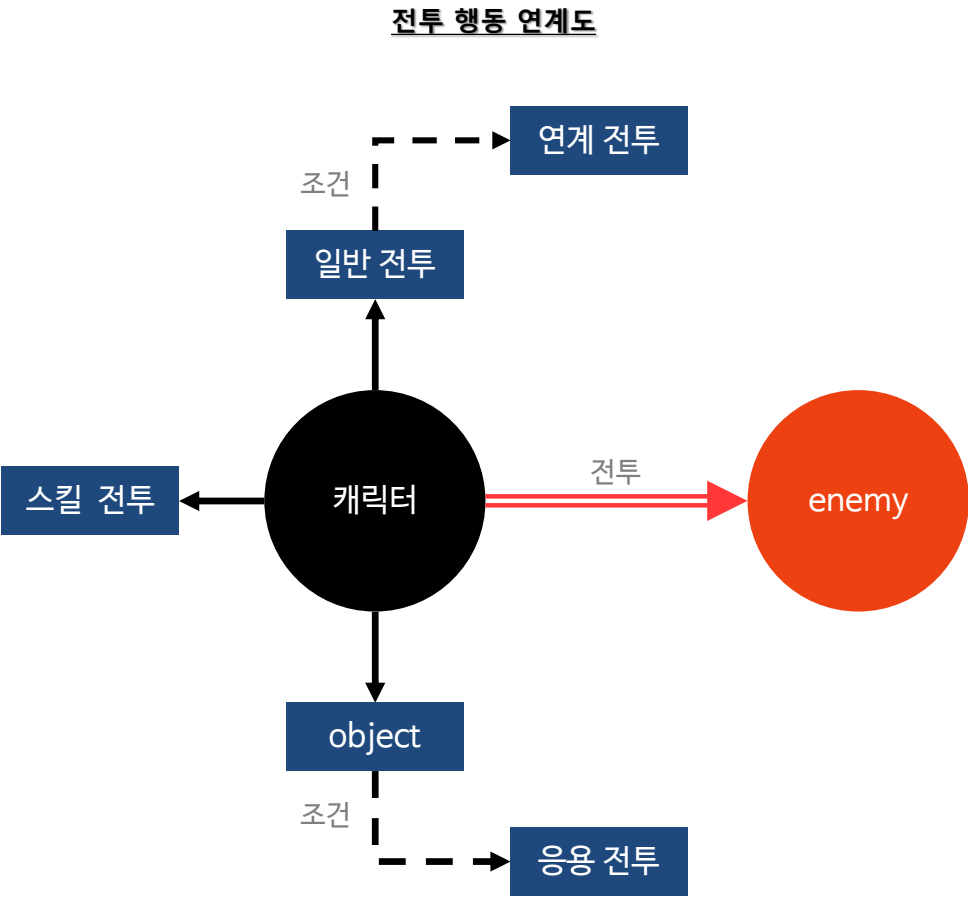 전투 행동 연계도
연계 전투
조건
일반 전투
전투
스킬 전투
캐릭터
enemy
object
조건
응용 전투